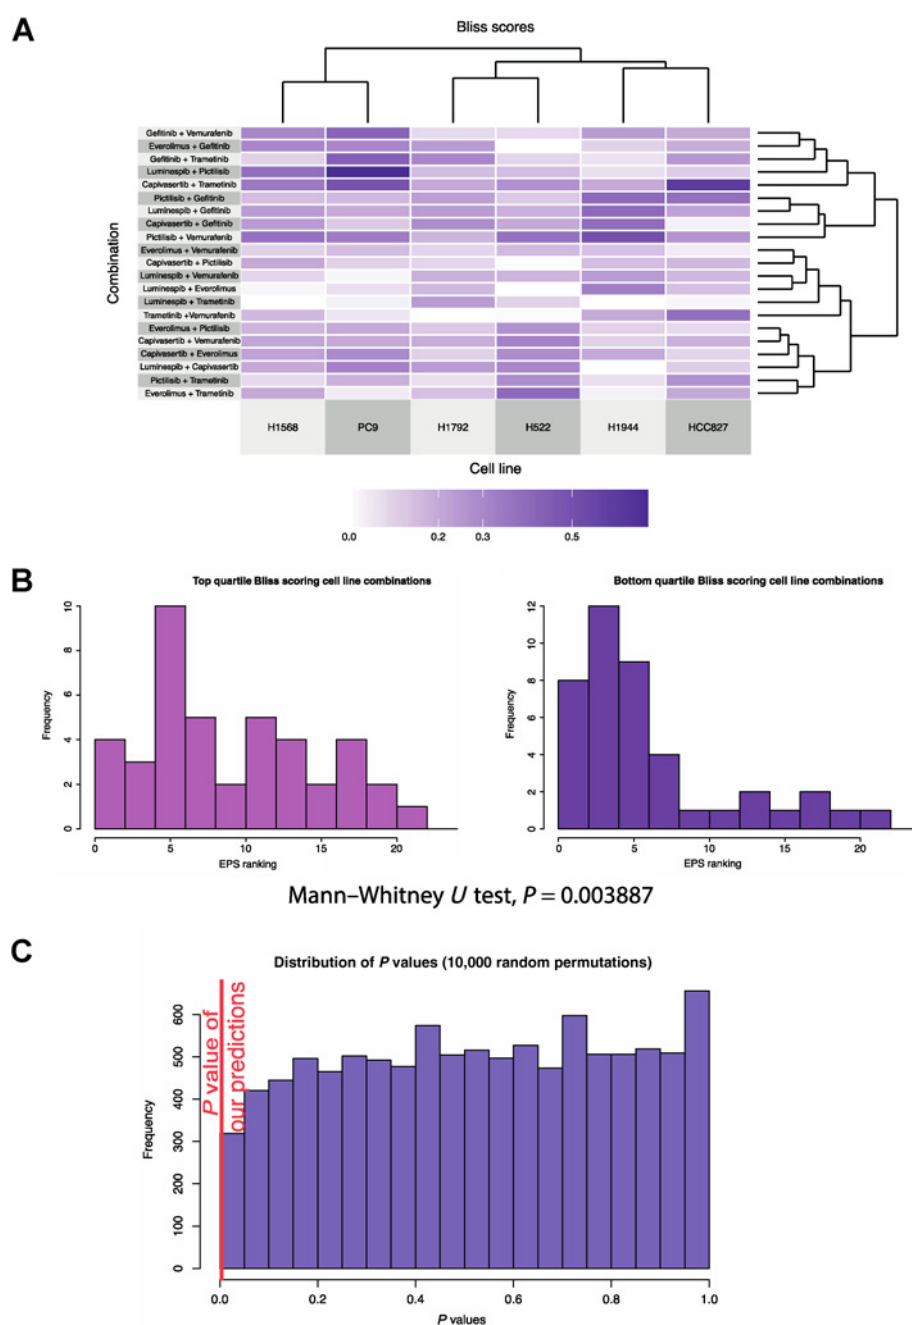 A
Bliss scores
Combination
Gefitinib + Vemurafenib
Everolimus + Gefitinib
Gefitinib + Trametinib
Luminespib + Pictilisib
Capivasertib + Trametinib
Pictilisib + Gefitinib
Luminespib + Gefitinib
Capivasertib + Gefitinib
Pictilisib + Vemurafenib
Everolimus + Vemurafenib
Capivasertib + Pictilisib
Luminespib + Vemurafenib
Luminespib + Everolimus
Luminespib + Trametinib
Trametinib +Vemurafenib
Everolimus + Pictilisib
Capivasertib + Vemurafenib
Capivasertib + Everolimus
Luminespib + Capivasertib
Pictilisib + Trametinib
Everolimus + Trametinib
H1568 PC9 H1792 H522 H1944 HCC827
Cell line
0.0 0.2 0.3 0.5
B
Top quartile Bliss scoring cell line combinations
Frequency
10
8
6
4
2
0
0 5 10 15 20
EPS ranking
Bottom quartile Bliss scoring cell line combinations
Frequency
12
10
8
6
4
2
0
0 5 10 15 20
EPS ranking
Mann–Whitney U test, P = 0.003887
C
Distribution of P values (10,000 random permutations)
P value of
our predictions
Frequency
600
500
400
300
200
100
0
0.0 0.2 0.4 0.6 0.8 1.0
P values